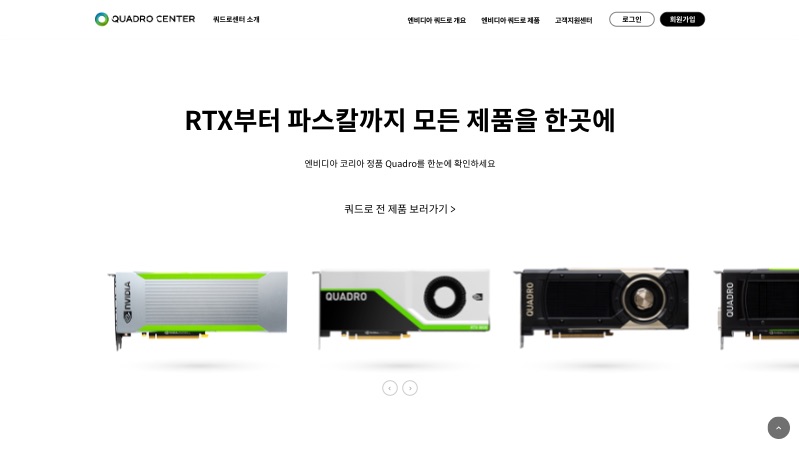 QUADRO CENTER
쿼드로센터 소개
엔비디아 쿼드로 개요
엔비디아 쿼드로 제품
고객지원센터
로그인
회원가입
RTX부터 파스칼까지 모든 제품을 한곳에
엔비디아 코리아 정품 Quadro를 한눈에 확인하세요
쿼드로 전 제품 보러가기 >
NVIDIA
QUADRO
QUADRO
QUADRO